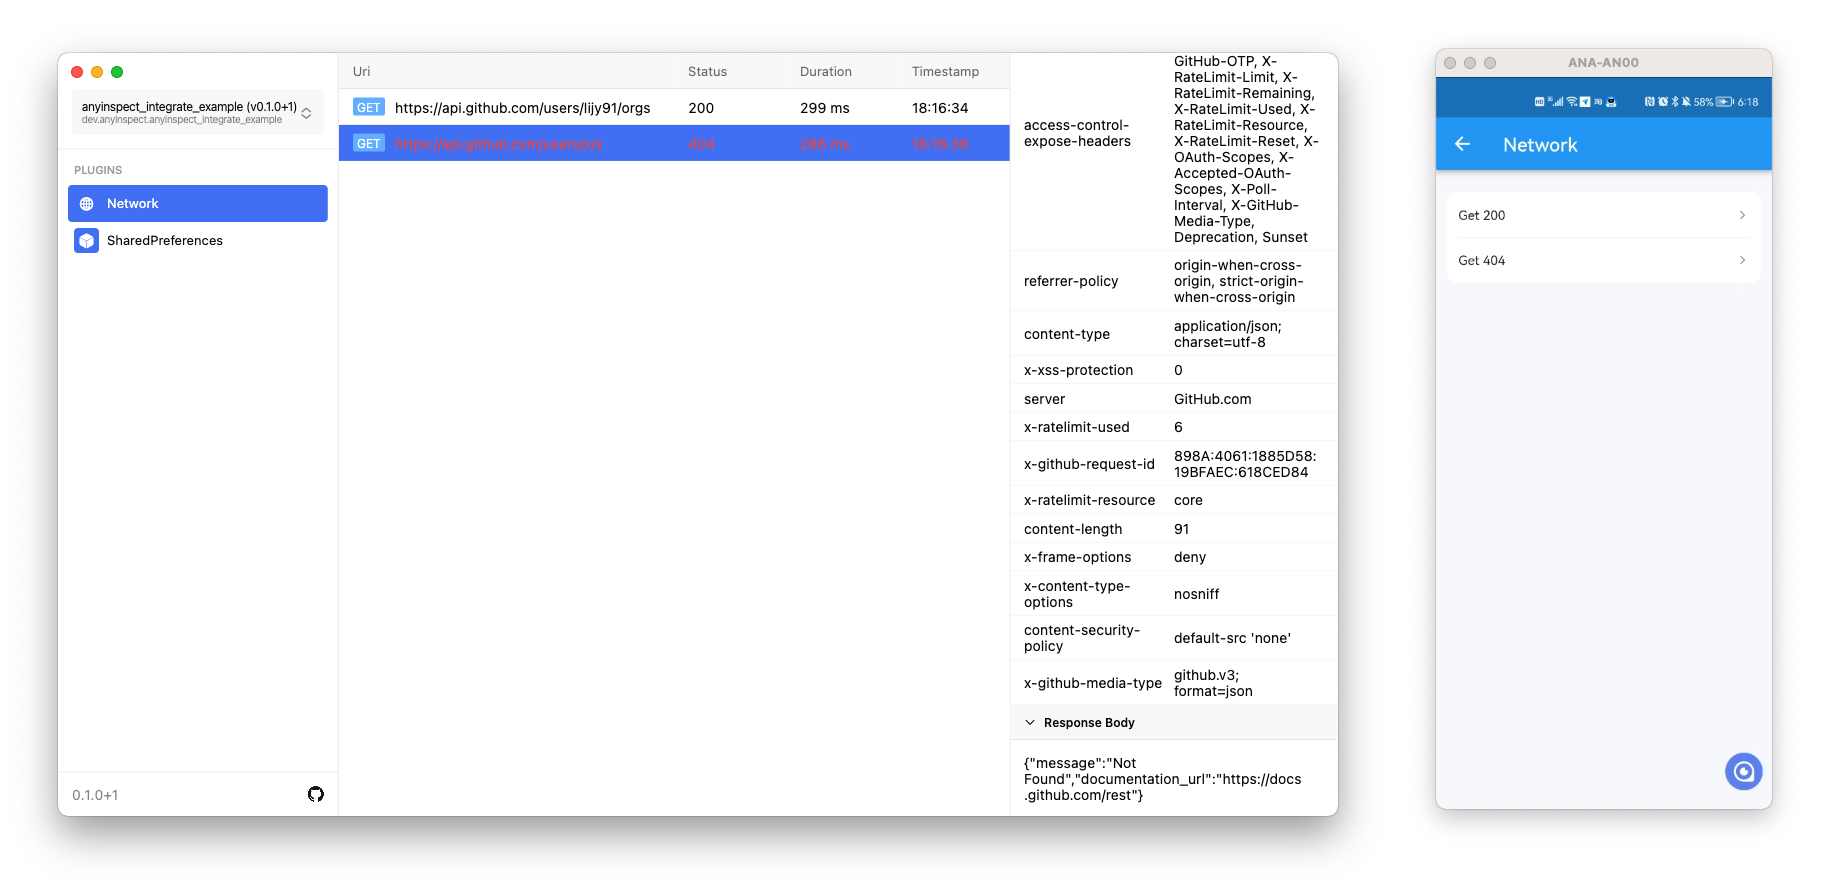 anyinspect_integrate_example (v0.1.0+1)
dev.anyinspect.anyinspect_integrate_example
PLUGINS
Network
SharedPreferences
0.1.0+1
Uri Status Duration Timestamp
GET https://api.github.com/users/lijy91/orgs 200 299 ms 18:16:34
GET https://api.github.com/users/x/x 404 286 ms 18:16:36
access-control-
expose-headers
GitHub-OTP, X-
RateLimit-Limit, X-
RateLimit-Remaining,
X-RateLimit-Used, X-
RateLimit-Resource,
X-RateLimit-Reset, X-
OAuth-Scopes, X-
Accepted-OAuth-
Scopes, X-Poll-
Interval, X-GitHub-
Media-Type,
Deprecation, Sunset
referrer-policy
origin-when-cross-
origin, strict-origin-
when-cross-origin
content-type
application/json;
charset=utf-8
x-xss-protection 0
server GitHub.com
x-ratelimit-used 6
x-github-request-id
898A:4061:1885D58:
19BFAEC:618CED84
x-ratelimit-resource core
content-length 91
x-frame-options deny
x-content-type-
options
nosniff
content-security-
policy
default-src 'none'
x-github-media-type
github.v3;
format=json
Response Body
{"message":"Not
Found","documentation_url":"https://docs
.github.com/rest"}
ANA-AN00
58% 6:18
Network
Get 200
Get 404